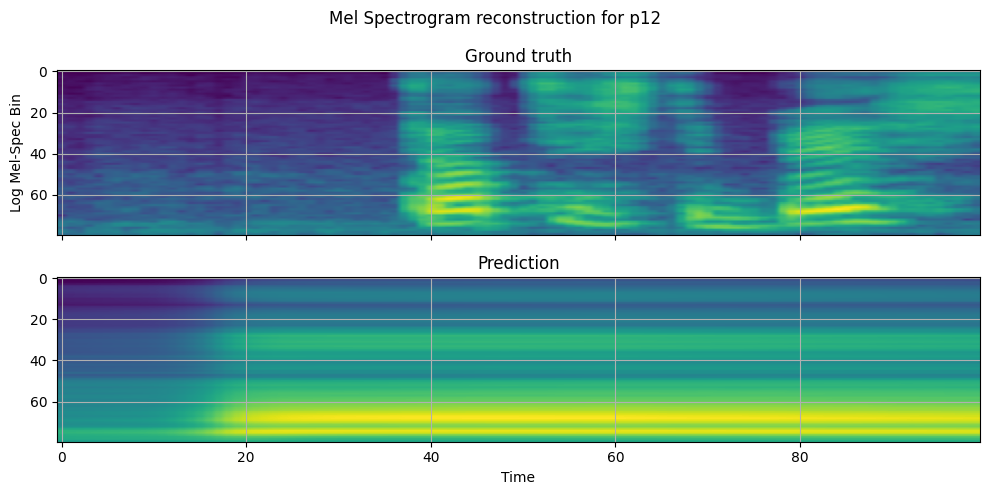 Mel Spectrogram reconstruction for p12
Ground truth
0
20
40
60
Log Mel-Spec Bin
Prediction
0
20
40
60
0 20 40 60 80
Time